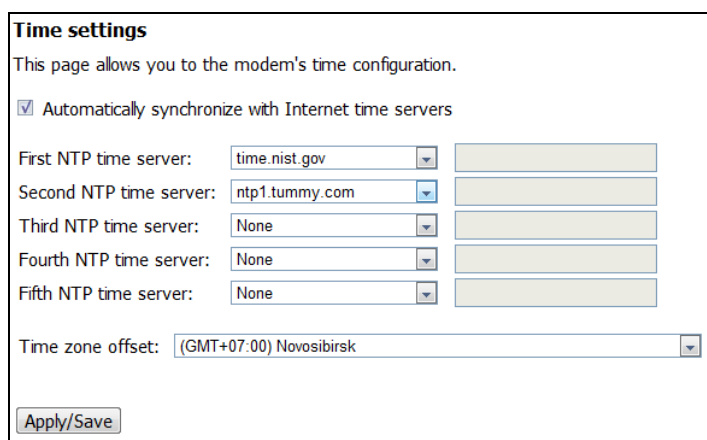 Time settings
This page allows you to the modem's time configuration.
Automatically synchronize with Internet time servers
First NTP time server: time.nist.gov
Second NTP time server: ntp1.tummy.com
Third NTP time server: None
Fourth NTP time server: None
Fifth NTP time server: None
Time zone offset: (GMT+07:00) Novosibirsk
Apply/Save